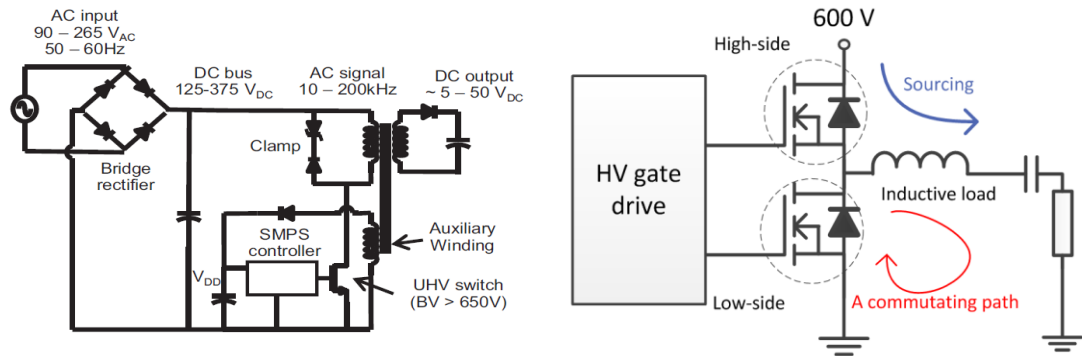 AC input
90 – 265 VAC
50 – 60Hz
DC bus
125-375 VDC
AC signal
10 – 200kHz
DC output
~ 5 – 50 VDC
Clamp
Bridge
rectifier
SMPS
controller
VDD
Auxiliary
Winding
UHV switch
(BV > 650V)
600 V
High-side
Sourcing
HV gate
drive
Inductive load
Low-side
A commutating path